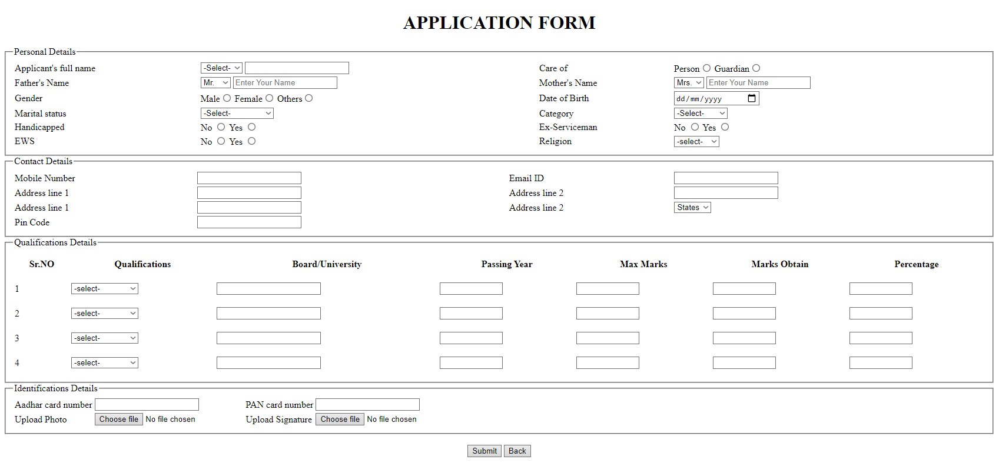 APPLICATION FORM
Personal Details
Applicant's full name -Select- Care of Person Guardian
Father's Name Mr. Enter Your Name Mother's Name Mrs. Enter Your Name
Gender Male Female Others Date of Birth dd/mm/yyyy
Marital status -Select- Category -Select-
Handicapped No Yes Ex-Serviceman No Yes
EWS No Yes Religion -select-
Contact Details
Mobile Number Email ID
Address line 1 Address line 2
Address line 1 Address line 2 States
Pin Code
Qualifications Details
Sr.NO Qualifications Board/University Passing Year Max Marks Marks Obtain Percentage
1 -select-
2 -select-
3 -select-
4 -select-
Identifications Details
Aadhar card number PAN card number
Upload Photo Choose file No file chosen Upload Signature Choose file No file chosen
Submit Back